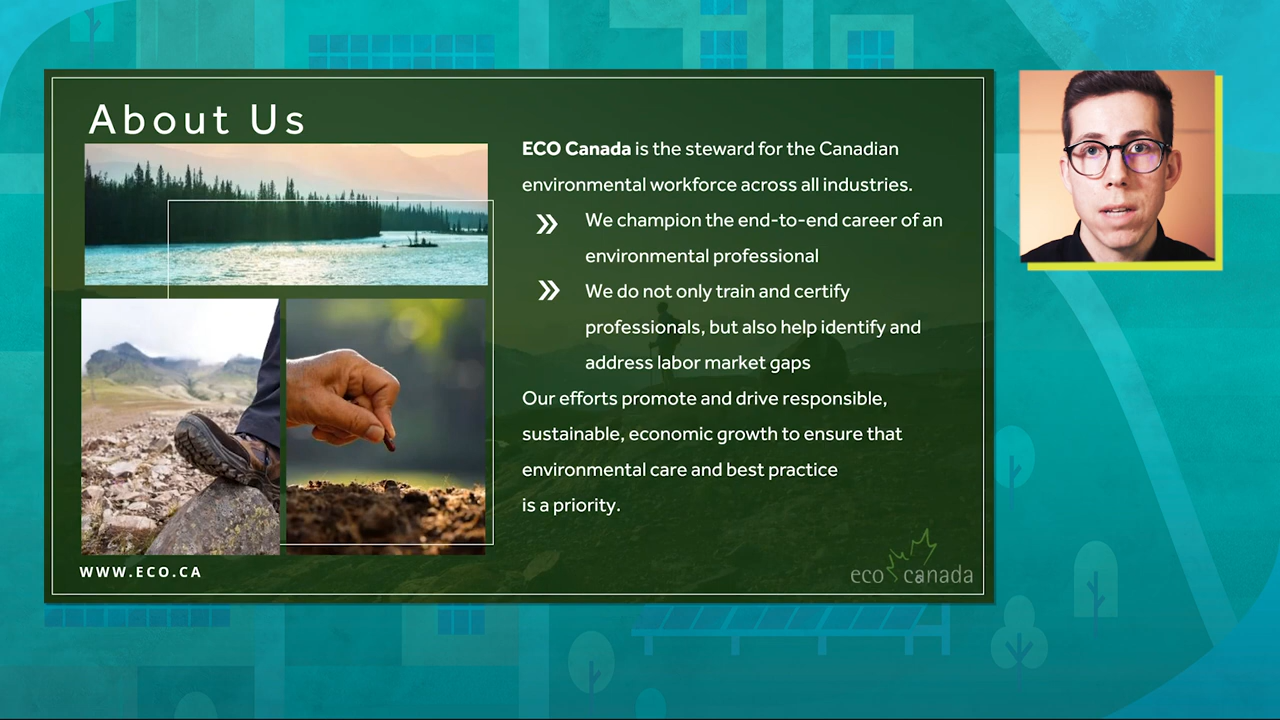 About Us
ECO Canada is the steward for the Canadian
environmental workforce across all industries.
We champion the end-to-end career of an
environmental professional
We do not only train and certify
professionals, but also help identify and
address labor market gaps
Our efforts promote and drive responsible,
sustainable, economic growth to ensure that
environmental care and best practice
is a priority.
WWW.ECO.CA
eco canada